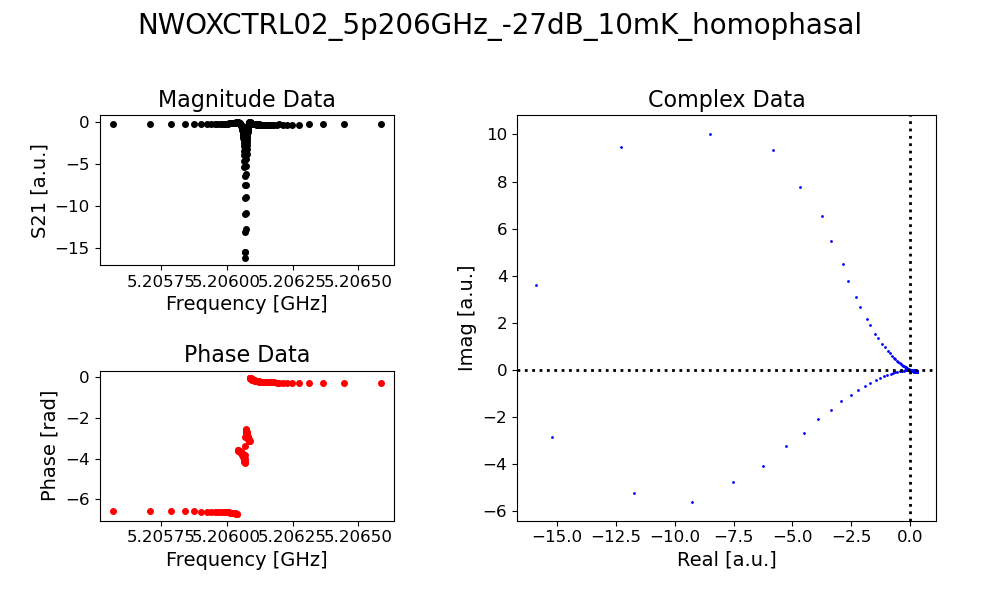 NWOXCTRL02_5p206GHz_-27dB_10mK_homophasal
Magnitude Data
0
−5
−10
−15
S21 [a.u.]
5.20575 5.20600 5.20625 5.20650
Frequency [GHz]
Phase Data
0
−2
−4
−6
Phase [rad]
5.20575 5.20600 5.20625 5.20650
Frequency [GHz]
Complex Data
10
8
6
4
2
0
−2
−4
−6
Imag [a.u.]
−15.0 −12.5 −10.0 −7.5 −5.0 −2.5 0.0
Real [a.u.]